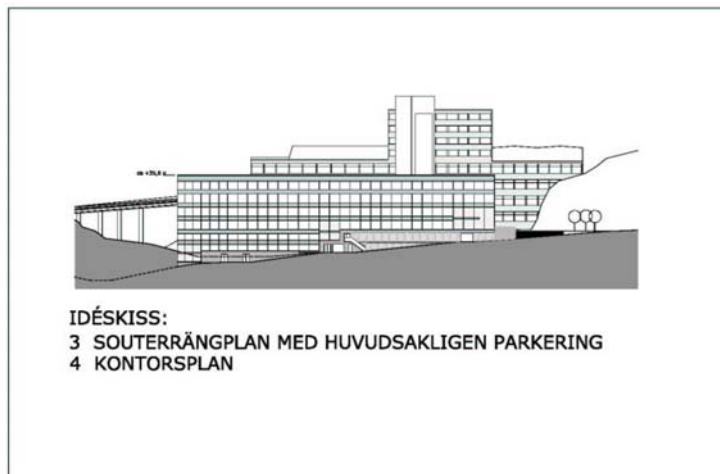 IDÉSKISS:
3 SOUTERRÄNGPLAN MED HUVUDSAKLIGEN PARKERING
4 KONTORSPLAN